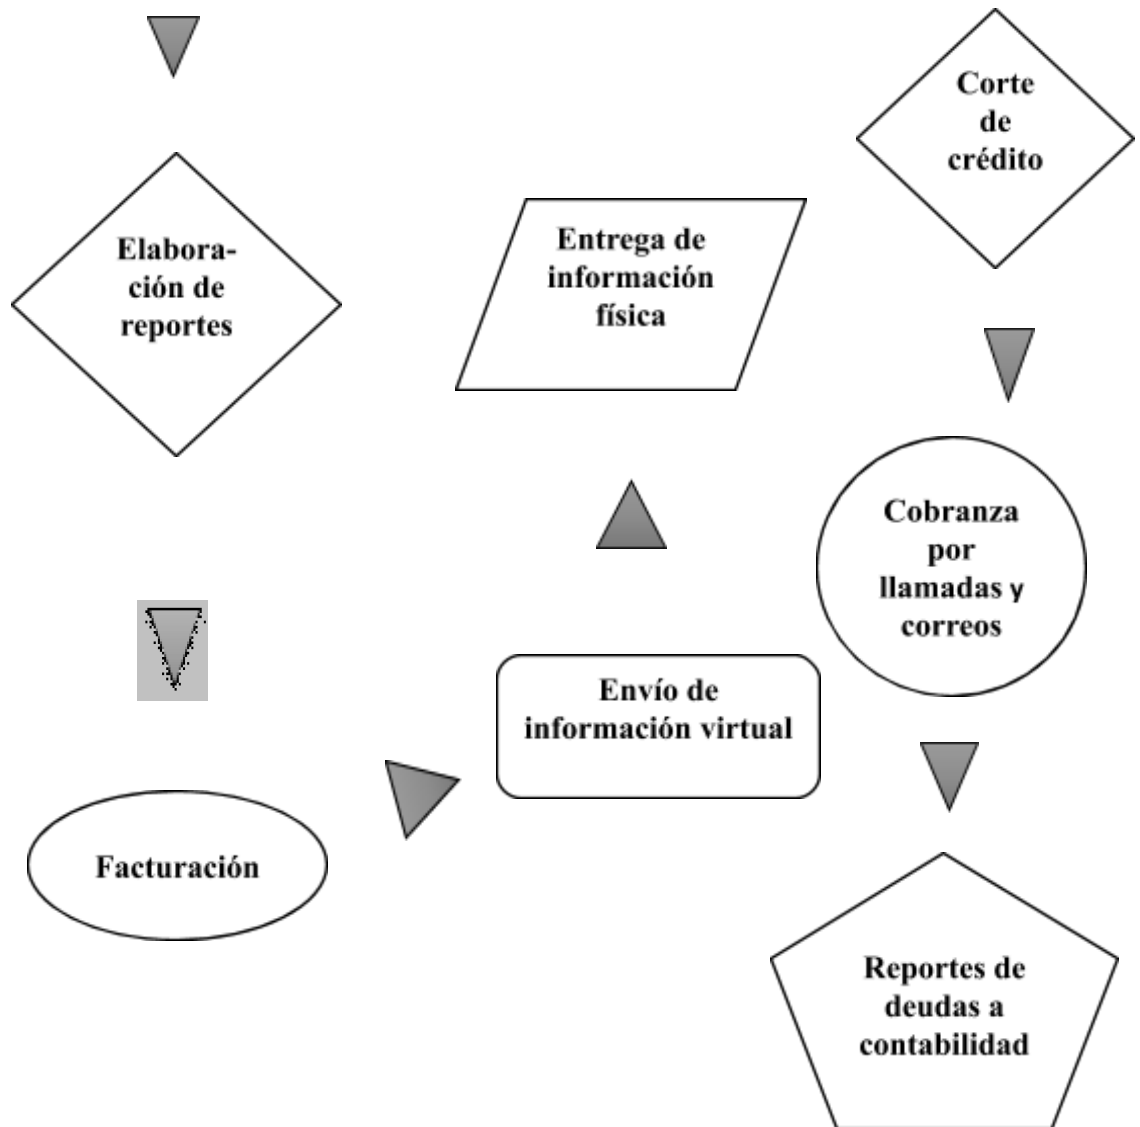 Elabora-
ción de
reportes
Facturación
Envío de
información virtual
Entrega de
información
física
Corte
de
crédito
Cobranza
por
llamadas y
correos
Reportes de
deudas a
contabilidad